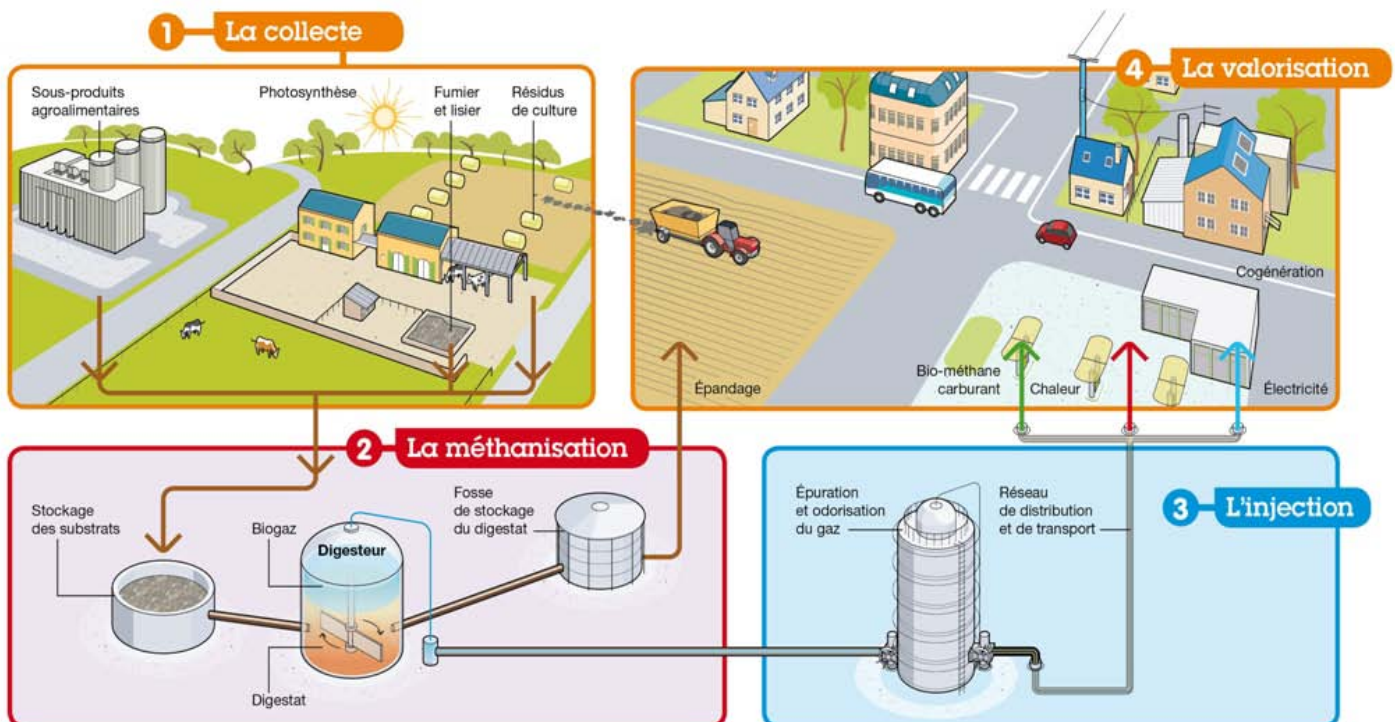 1 La collecte
Sous-produits
agroalimentaires
Photosynthèse
Fumier
et lisier
Résidus
de culture
4 La valorisation
Cogénération
Épandage
Bio-méthane
carburant
Chaleur
Électricité
2 La méthanisation
Stockage
des substrats
Biogaz
Digesteur
Fosse
de stockage
du digestat
Digestat
3 L'injection
Épuration
et odorisation
du gaz
Réseau
de distribution
et de transport